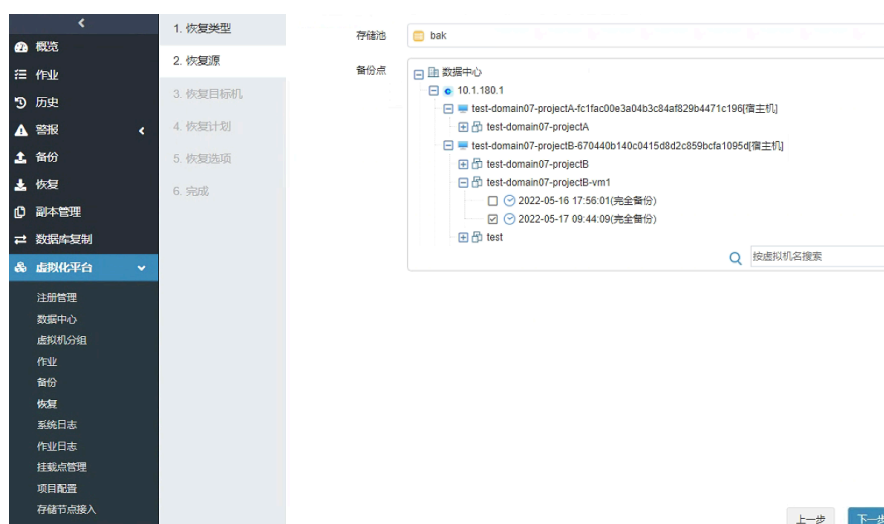 概览
作业
历史
警报
备份
恢复
副本管理
数据库复制
虚拟化平台
注册管理
数据中心
虚拟机分组
作业
备份
恢复
系统日志
作业日志
挂载点管理
项目配置
存储节点接入
1. 恢复类型
2. 恢复源
3. 恢复目标机
4. 恢复计划
5. 恢复选项
6. 完成
存储池
bak
备份点
数据中心
10.1.180.1
test-domain07-projectA-fc1fac00e3a04b3c84af829b4471c196[宿主机]
test-domain07-projectA
test-domain07-projectB-670440b140c0415d8d2c859bcfa1095d[宿主机]
test-domain07-projectB
test-domain07-projectB-vm1
2022-05-16 17:56:01(完全备份)
2022-05-17 09:44:09(完全备份)
test
按虚拟机名搜索
上一步
下一步